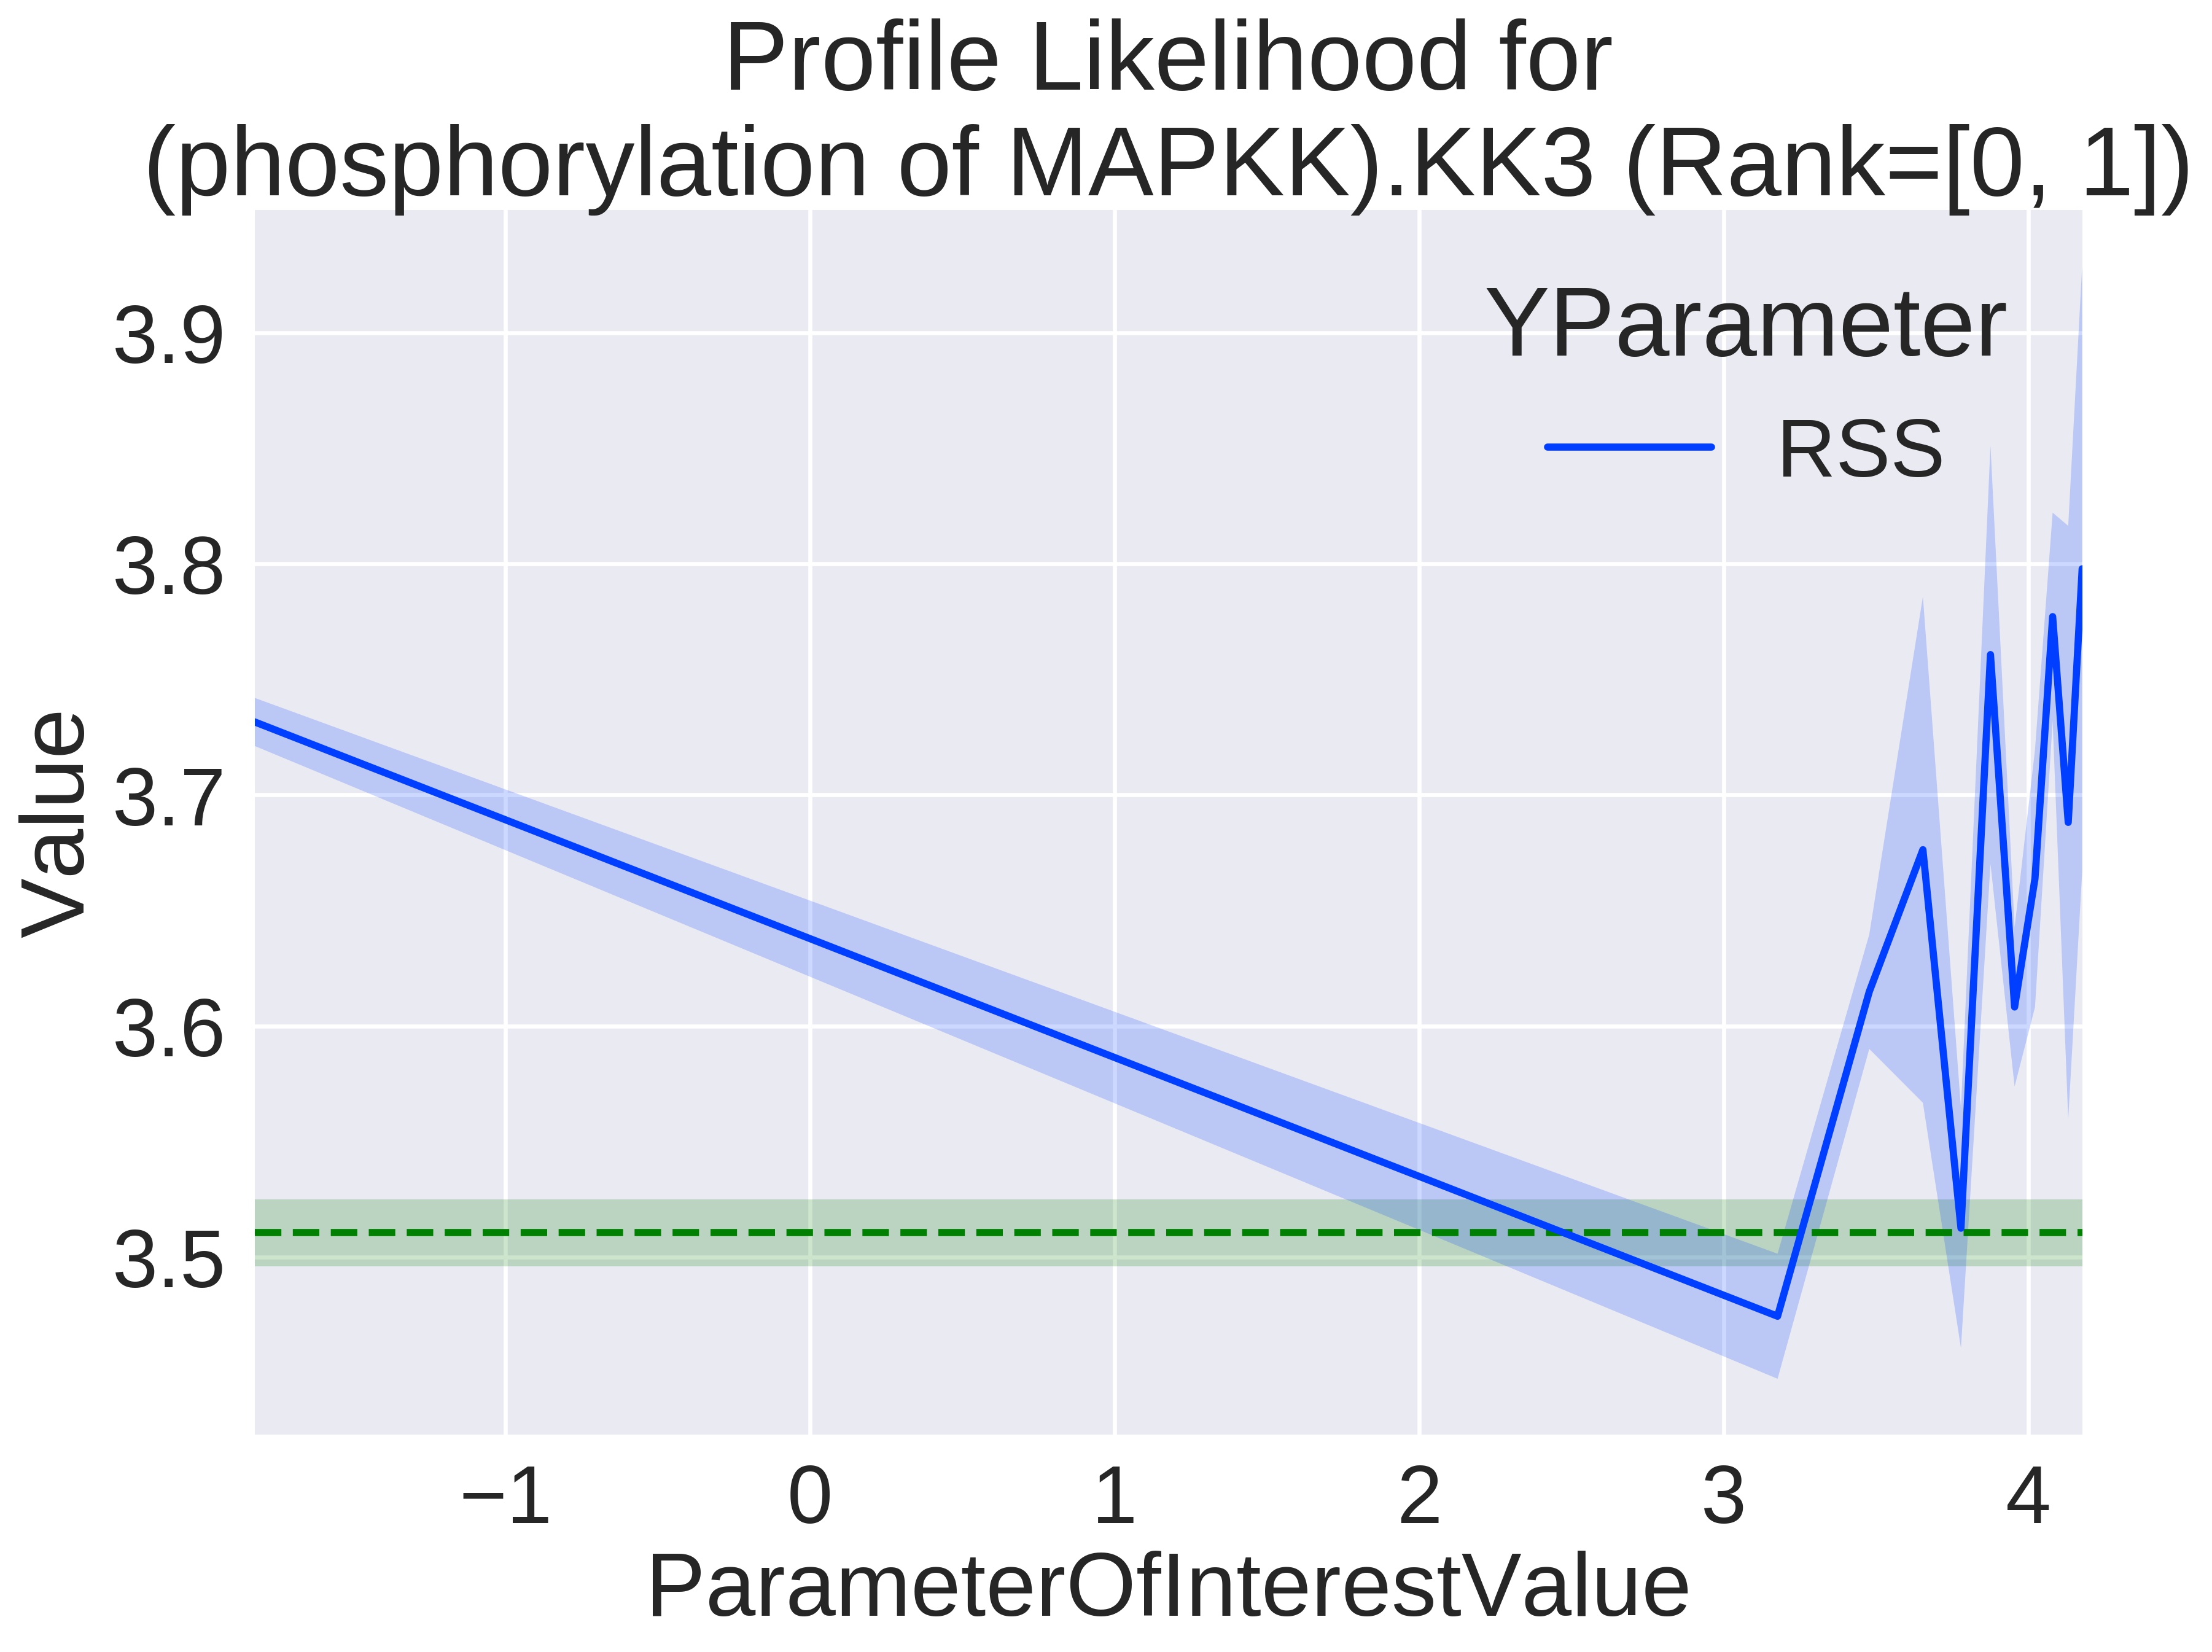 Profile Likelihood for
(phosphorylation of MAPKK).KK3 (Rank=[0, 1])
YParameter
RSS
Value
3.9
3.8
3.7
3.6
3.5
−1 0 1 2 3 4
ParameterOfInterestValue